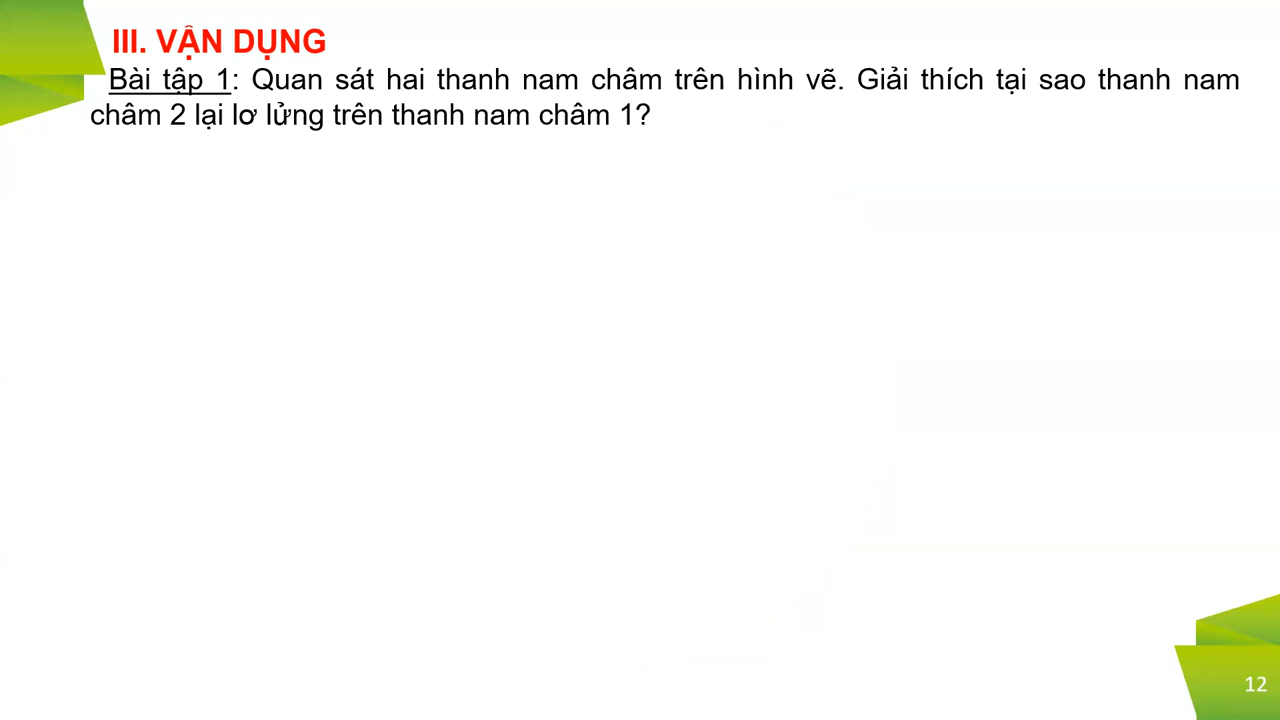 III. VẬN DỤNG
Bài tập 1: Quan sát hai thanh nam châm trên hình vẽ. Giải thích tại sao thanh nam
châm 2 lại lơ lửng trên thanh nam châm 1?
12